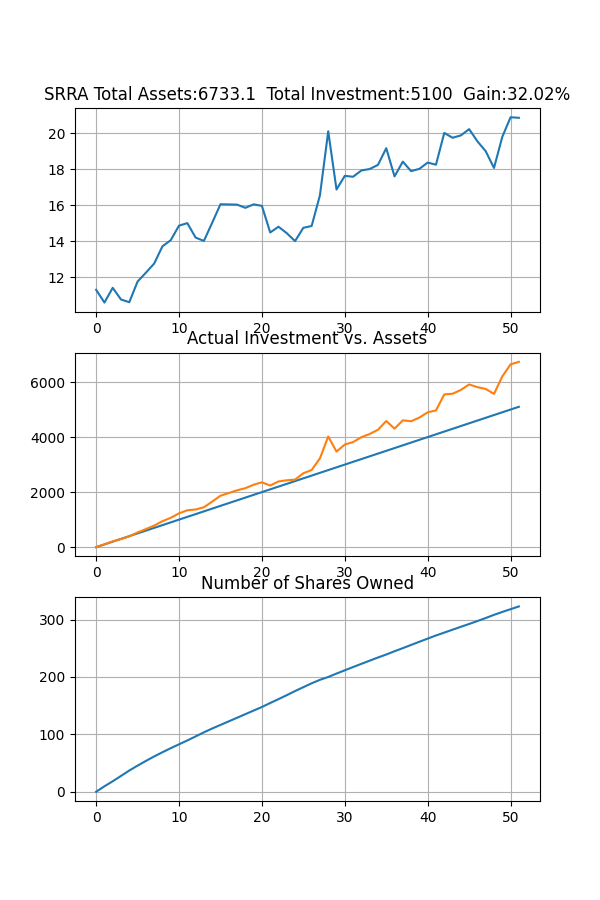 SRRA Total Assets:6733.1  Total Investment:5100  Gain:32.02%
20
18
16
14
12
0 10 20 30 40 50
Actual Investment vs. Assets
6000
4000
2000
0
0 10 20 30 40 50
Number of Shares Owned
300
200
100
0
0 10 20 30 40 50